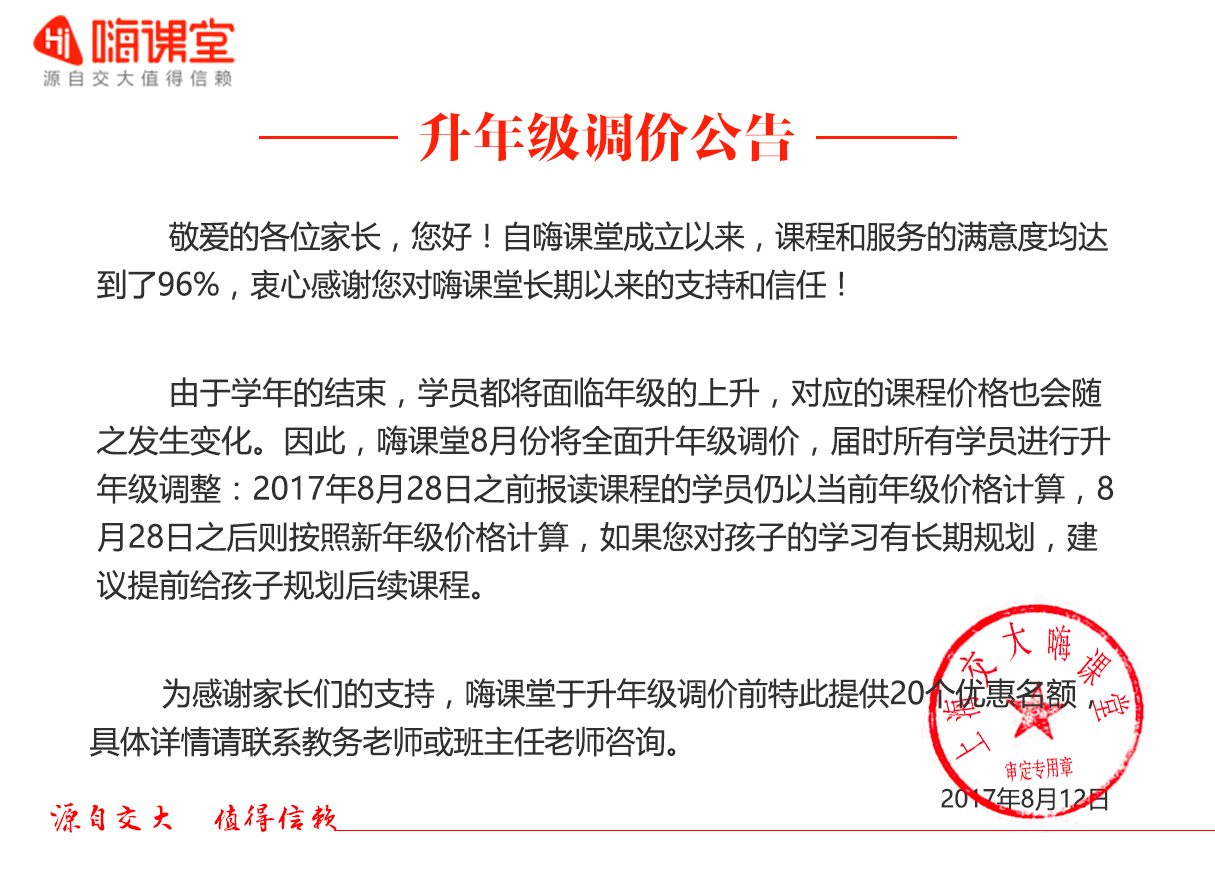 Hi 嗨课堂
源自交大值得信赖
升年级调价公告
敬爱的各位家长，您好！自嗨课堂成立以来，课程和服务的满意度均达
到了96%，衷心感谢您对嗨课堂长期以来的支持和信任！
由于学年的结束，学员都将面临年级的上升，对应的课程价格也会随
之发生变化。因此，嗨课堂8月份将全面升年级调价，届时所有学员进行升
年级调整：2017年8月28日之前报读课程的学员仍以当前年级价格计算，8
月28日之后则按照新年级价格计算，如果您对孩子的学习有长期规划，建
议提前给孩子规划后续课程。
为感谢家长们的支持，嗨课堂于升年级调价前特此提供20个优惠名额，
具体详情请联系教务老师或班主任老师咨询。
上海交大嗨课堂
审定专用章
2017年8月12日
源自交大 值得信赖